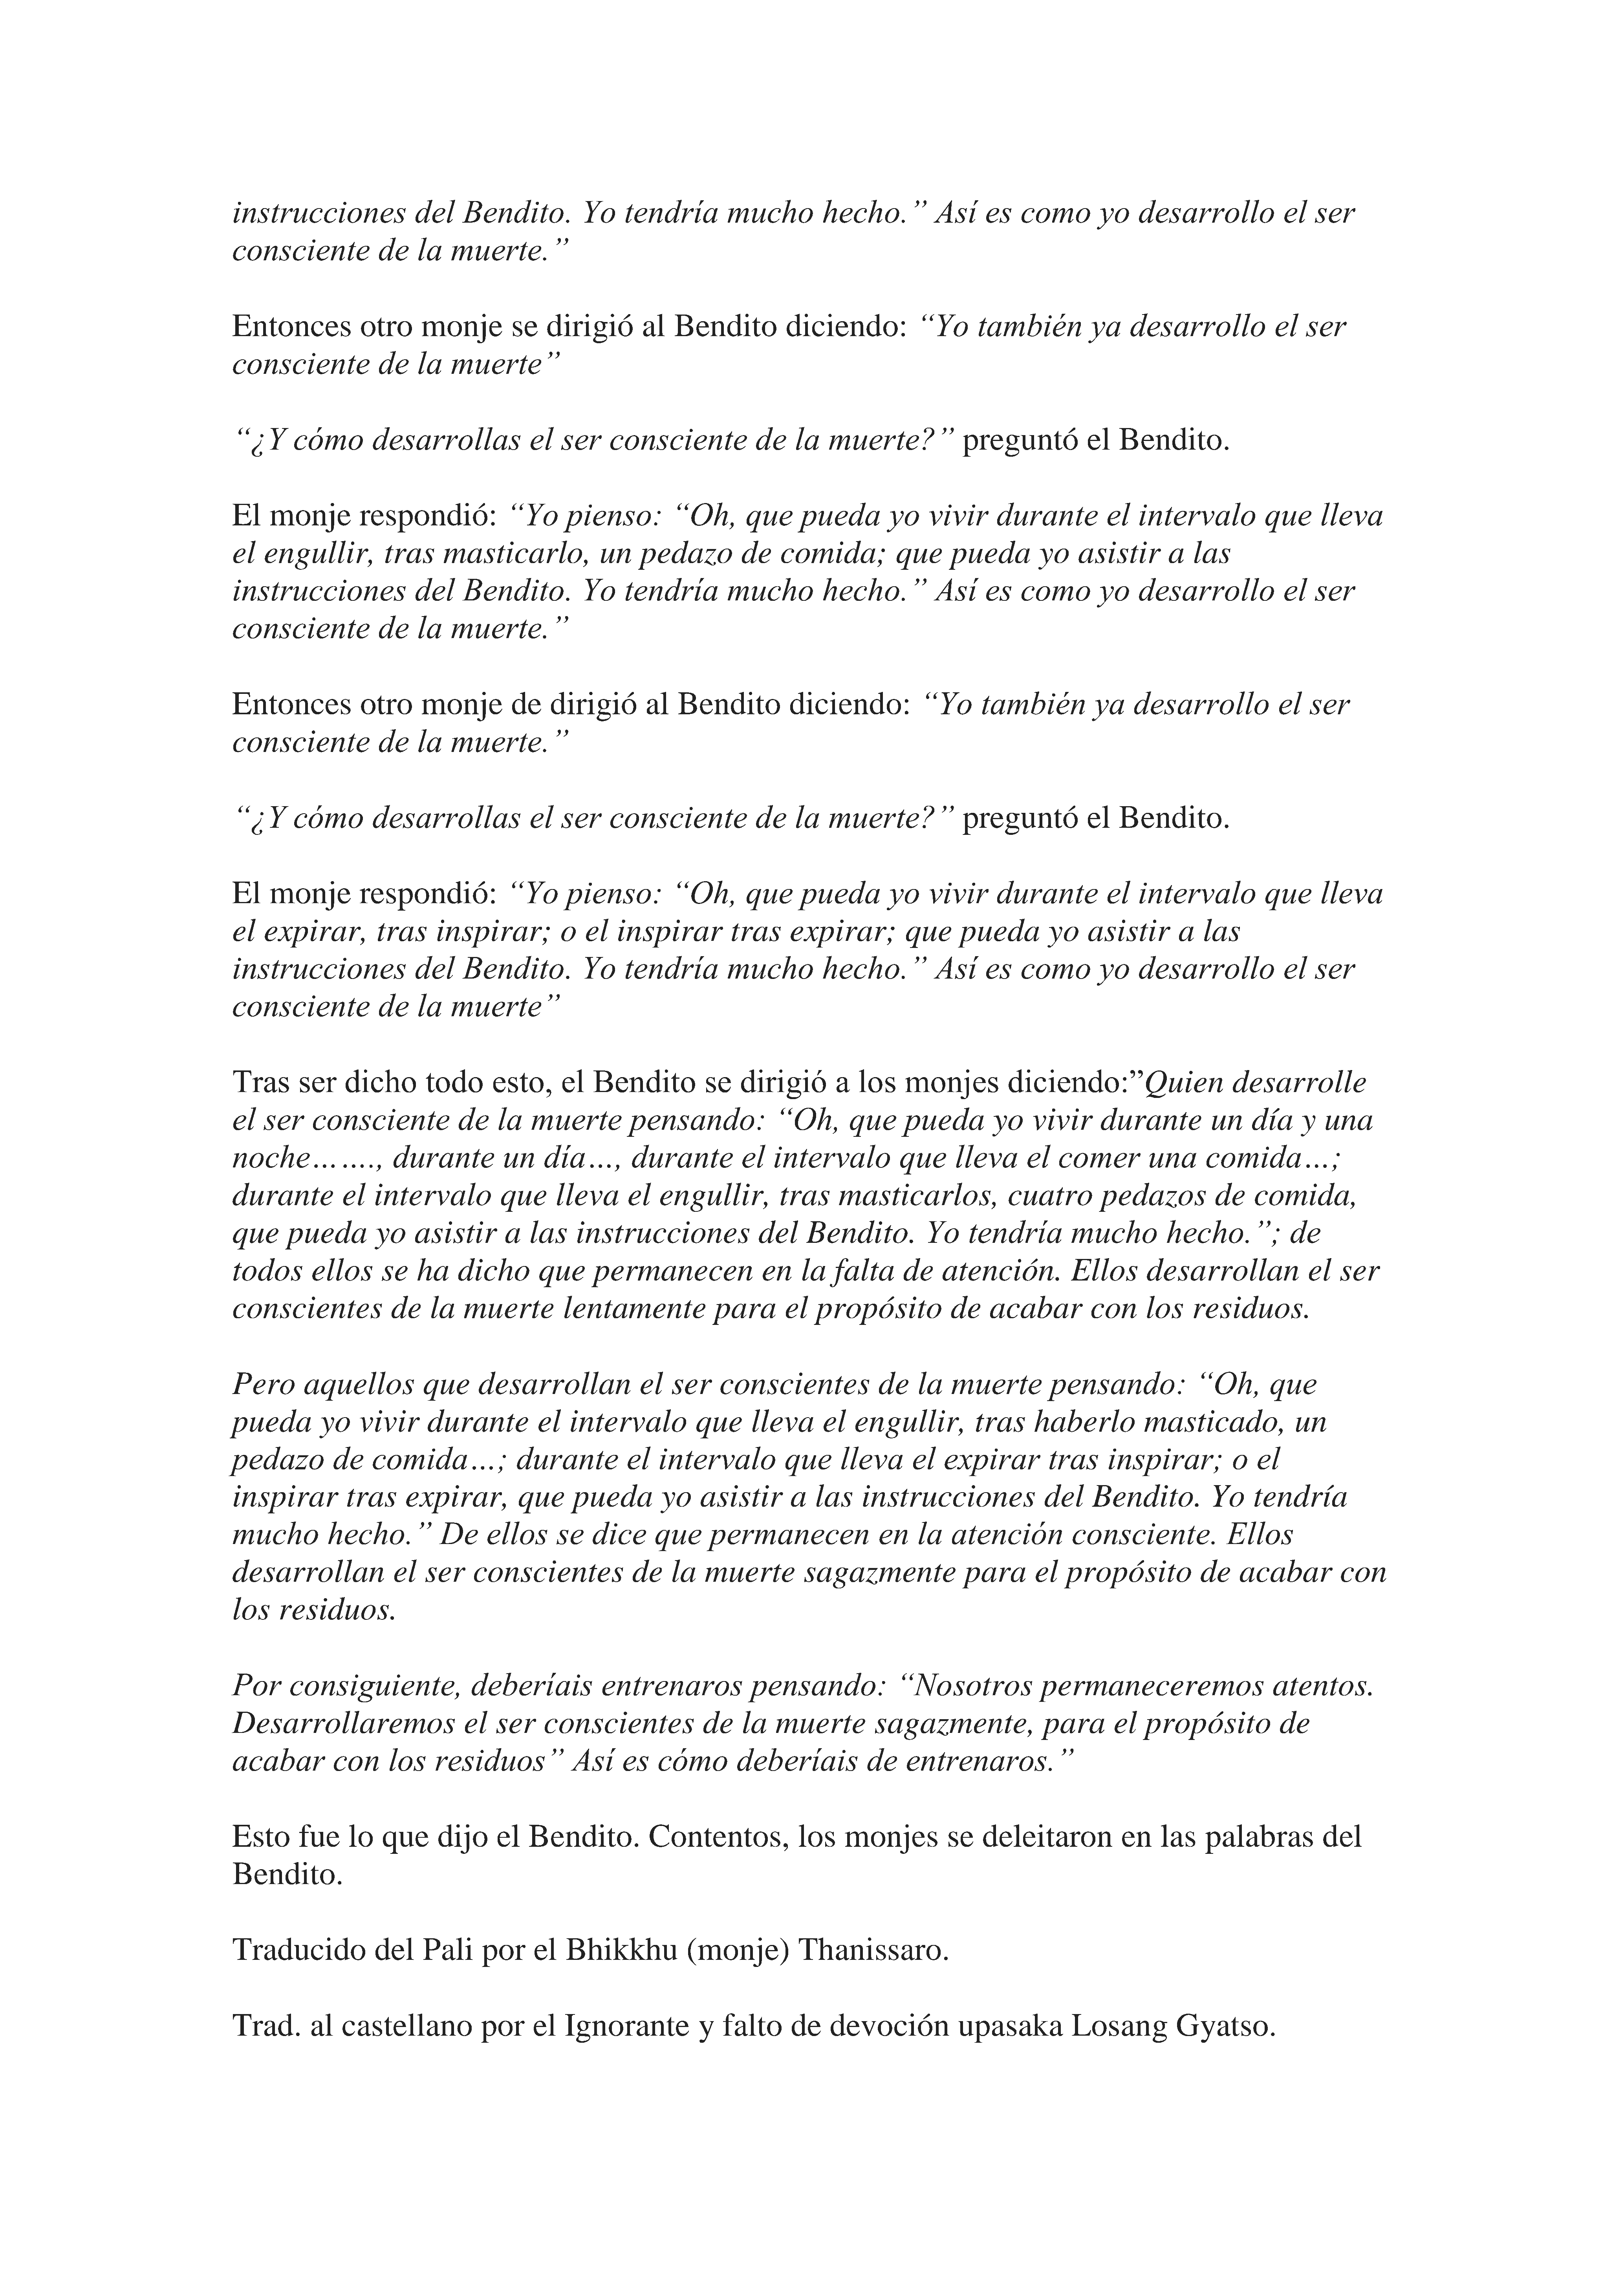 instrucciones del Bendito. Yo tendría mucho hecho.” Así es como yo desarrollo el ser
consciente de la muerte.”
Entonces otro monje se dirigió al Bendito diciendo: “Yo también ya desarrollo el ser
consciente de la muerte”
“¿Y cómo desarrollas el ser consciente de la muerte?” preguntó el Bendito.
El monje respondió: “Yo pienso: “Oh, que pueda yo vivir durante el intervalo que lleva
el engullir, tras masticarlo, un pedazo de comida; que pueda yo asistir a las
instrucciones del Bendito. Yo tendría mucho hecho.” Así es como yo desarrollo el ser
consciente de la muerte.”
Entonces otro monje de dirigió al Bendito diciendo: “Yo también ya desarrollo el ser
consciente de la muerte.”
“¿Y cómo desarrollas el ser consciente de la muerte?” preguntó el Bendito.
El monje respondió: “Yo pienso: “Oh, que pueda yo vivir durante el intervalo que lleva
el expirar, tras inspirar; o el inspirar tras expirar; que pueda yo asistir a las
instrucciones del Bendito. Yo tendría mucho hecho.” Así es como yo desarrollo el ser
consciente de la muerte”
Tras ser dicho todo esto, el Bendito se dirigió a los monjes diciendo:”Quien desarrolle
el ser consciente de la muerte pensando: “Oh, que pueda yo vivir durante un día y una
noche…...., durante un día…, durante el intervalo que lleva el comer una comida…;
durante el intervalo que lleva el engullir, tras masticarlos, cuatro pedazos de comida,
que pueda yo asistir a las instrucciones del Bendito. Yo tendría mucho hecho.”; de
todos ellos se ha dicho que permanecen en la falta de atención. Ellos desarrollan el ser
conscientes de la muerte lentamente para el propósito de acabar con los residuos.
Pero aquellos que desarrollan el ser conscientes de la muerte pensando: “Oh, que
pueda yo vivir durante el intervalo que lleva el engullir, tras haberlo masticado, un
pedazo de comida…; durante el intervalo que lleva el expirar tras inspirar; o el
inspirar tras expirar, que pueda yo asistir a las instrucciones del Bendito. Yo tendría
mucho hecho.” De ellos se dice que permanecen en la atención consciente. Ellos
desarrollan el ser conscientes de la muerte sagazmente para el propósito de acabar con
los residuos.
Por consiguiente, deberíais entrenaros pensando: “Nosotros permaneceremos atentos.
Desarrollaremos el ser conscientes de la muerte sagazmente, para el propósito de
acabar con los residuos” Así es cómo deberíais de entrenaros.”
Esto fue lo que dijo el Bendito. Contentos, los monjes se deleitaron en las palabras del
Bendito.
Traducido del Pali por el Bhikkhu (monje) Thanissaro.
Trad. al castellano por el Ignorante y falto de devoción upasaka Losang Gyatso.